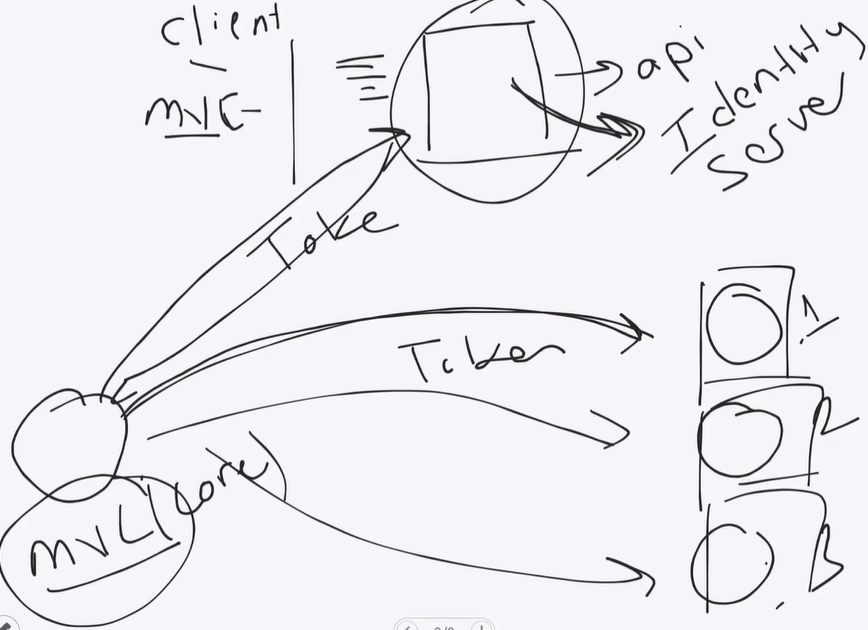 client
MVC
api
Identity
Server
Toke
Token
1
2
MVC (core)
3